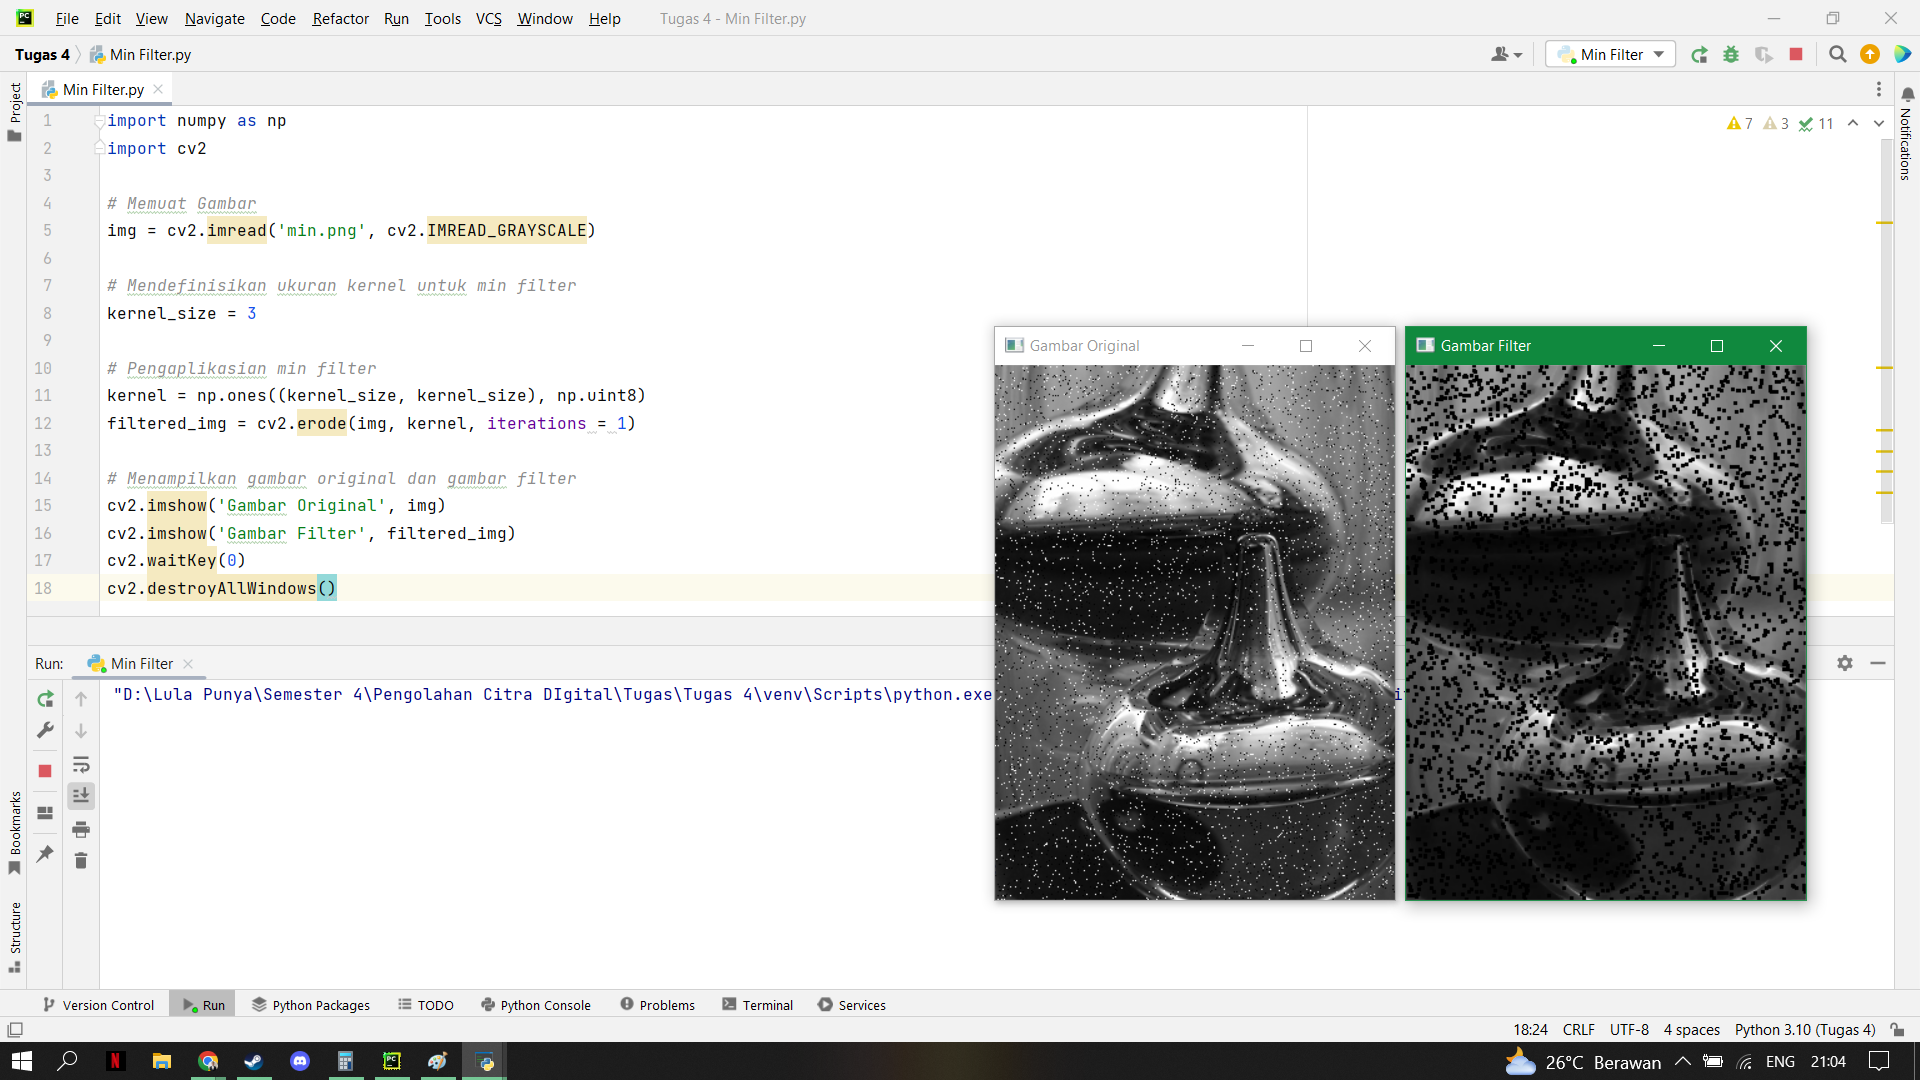 File Edit View Navigate Code Refactor Run Tools VCS Window Help Tugas 4 - Min Filter.py
Tugas 4 Min Filter.py Min Filter
Project
Min Filter.py
Notifications
7 3 11
1 import numpy as np
2 import cv2
3
4 # Memuat Gambar
5 img = cv2.imread('min.png', cv2.IMREAD_GRAYSCALE)
6
7 # Mendefinisikan ukuran kernel untuk min filter
8 kernel_size = 3
9
10 # Pengaplikasian min filter
11 kernel = np.ones((kernel_size, kernel_size), np.uint8)
12 filtered_img = cv2.erode(img, kernel, iterations = 1)
13
14 # Menampilkan gambar original dan gambar filter
15 cv2.imshow('Gambar Original', img)
16 cv2.imshow('Gambar Filter', filtered_img)
17 cv2.waitKey(0)
18 cv2.destroyAllWindows()
Gambar Original
Gambar Filter
Run: Min Filter
"D:\Lula Punya\Semester 4\Pengolahan Citra DIgital\Tugas\Tugas 4\venv\Scripts\python.exe
Bookmarks
Structure
Version Control Run Python Packages TODO Python Console Problems Terminal Services
18:24 CRLF UTF-8 4 spaces Python 3.10 (Tugas 4)
26°C Berawan ENG 21:04